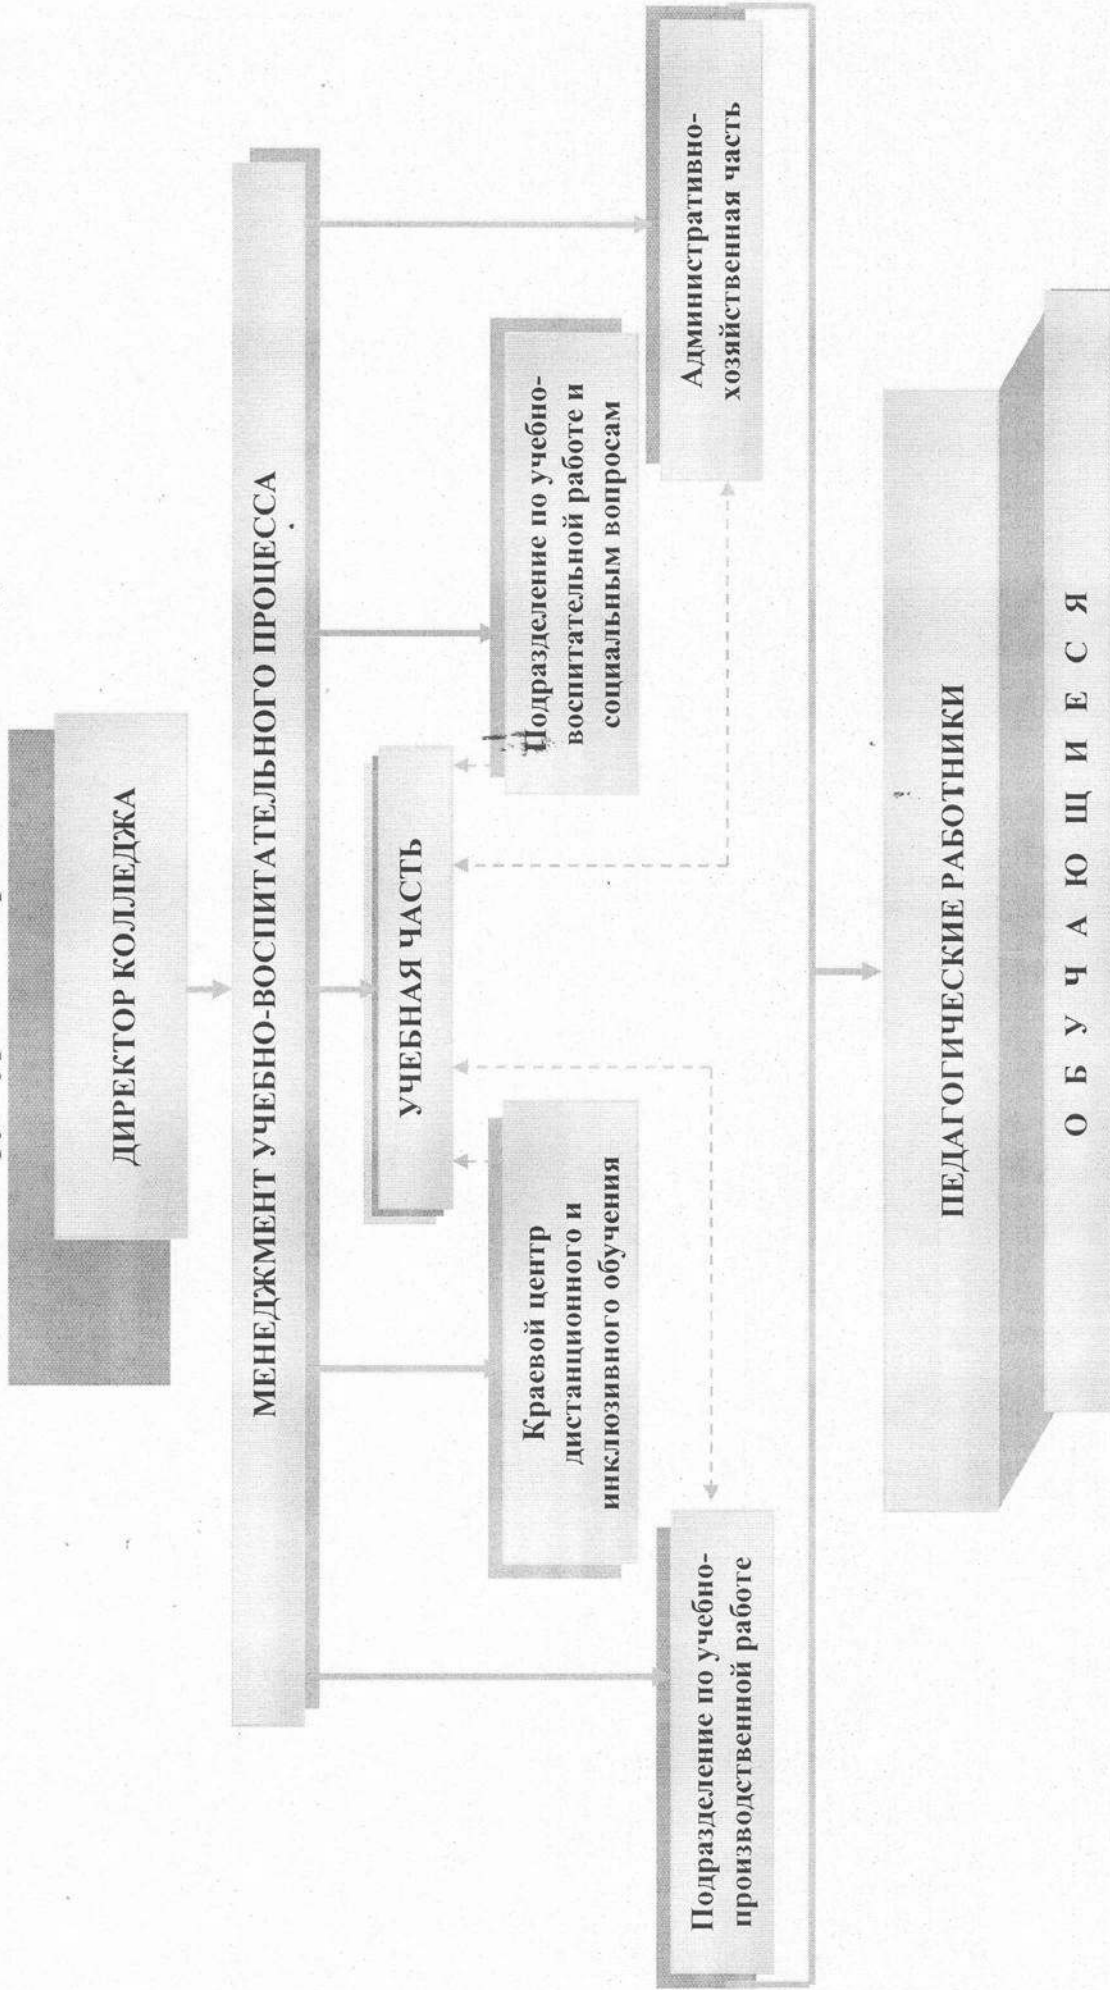 ДИРЕКТОР КОЛЛЕДЖА
МЕНЕДЖМЕНТ УЧЕБНО-ВОСПИТАТЕЛЬНОГО ПРОЦЕССА
УЧЕБНАЯ ЧАСТЬ
Краевой центр
дистанционного и
инклюзивного обучения
Подразделение по учебно-
воспитательной работе и
социальным вопросам
Подразделение по учебно-
производственной работе
Административно-
хозяйственная часть
ПЕДАГОГИЧЕСКИЕ РАБОТНИКИ
О Б У Ч А Ю Щ И Е С Я